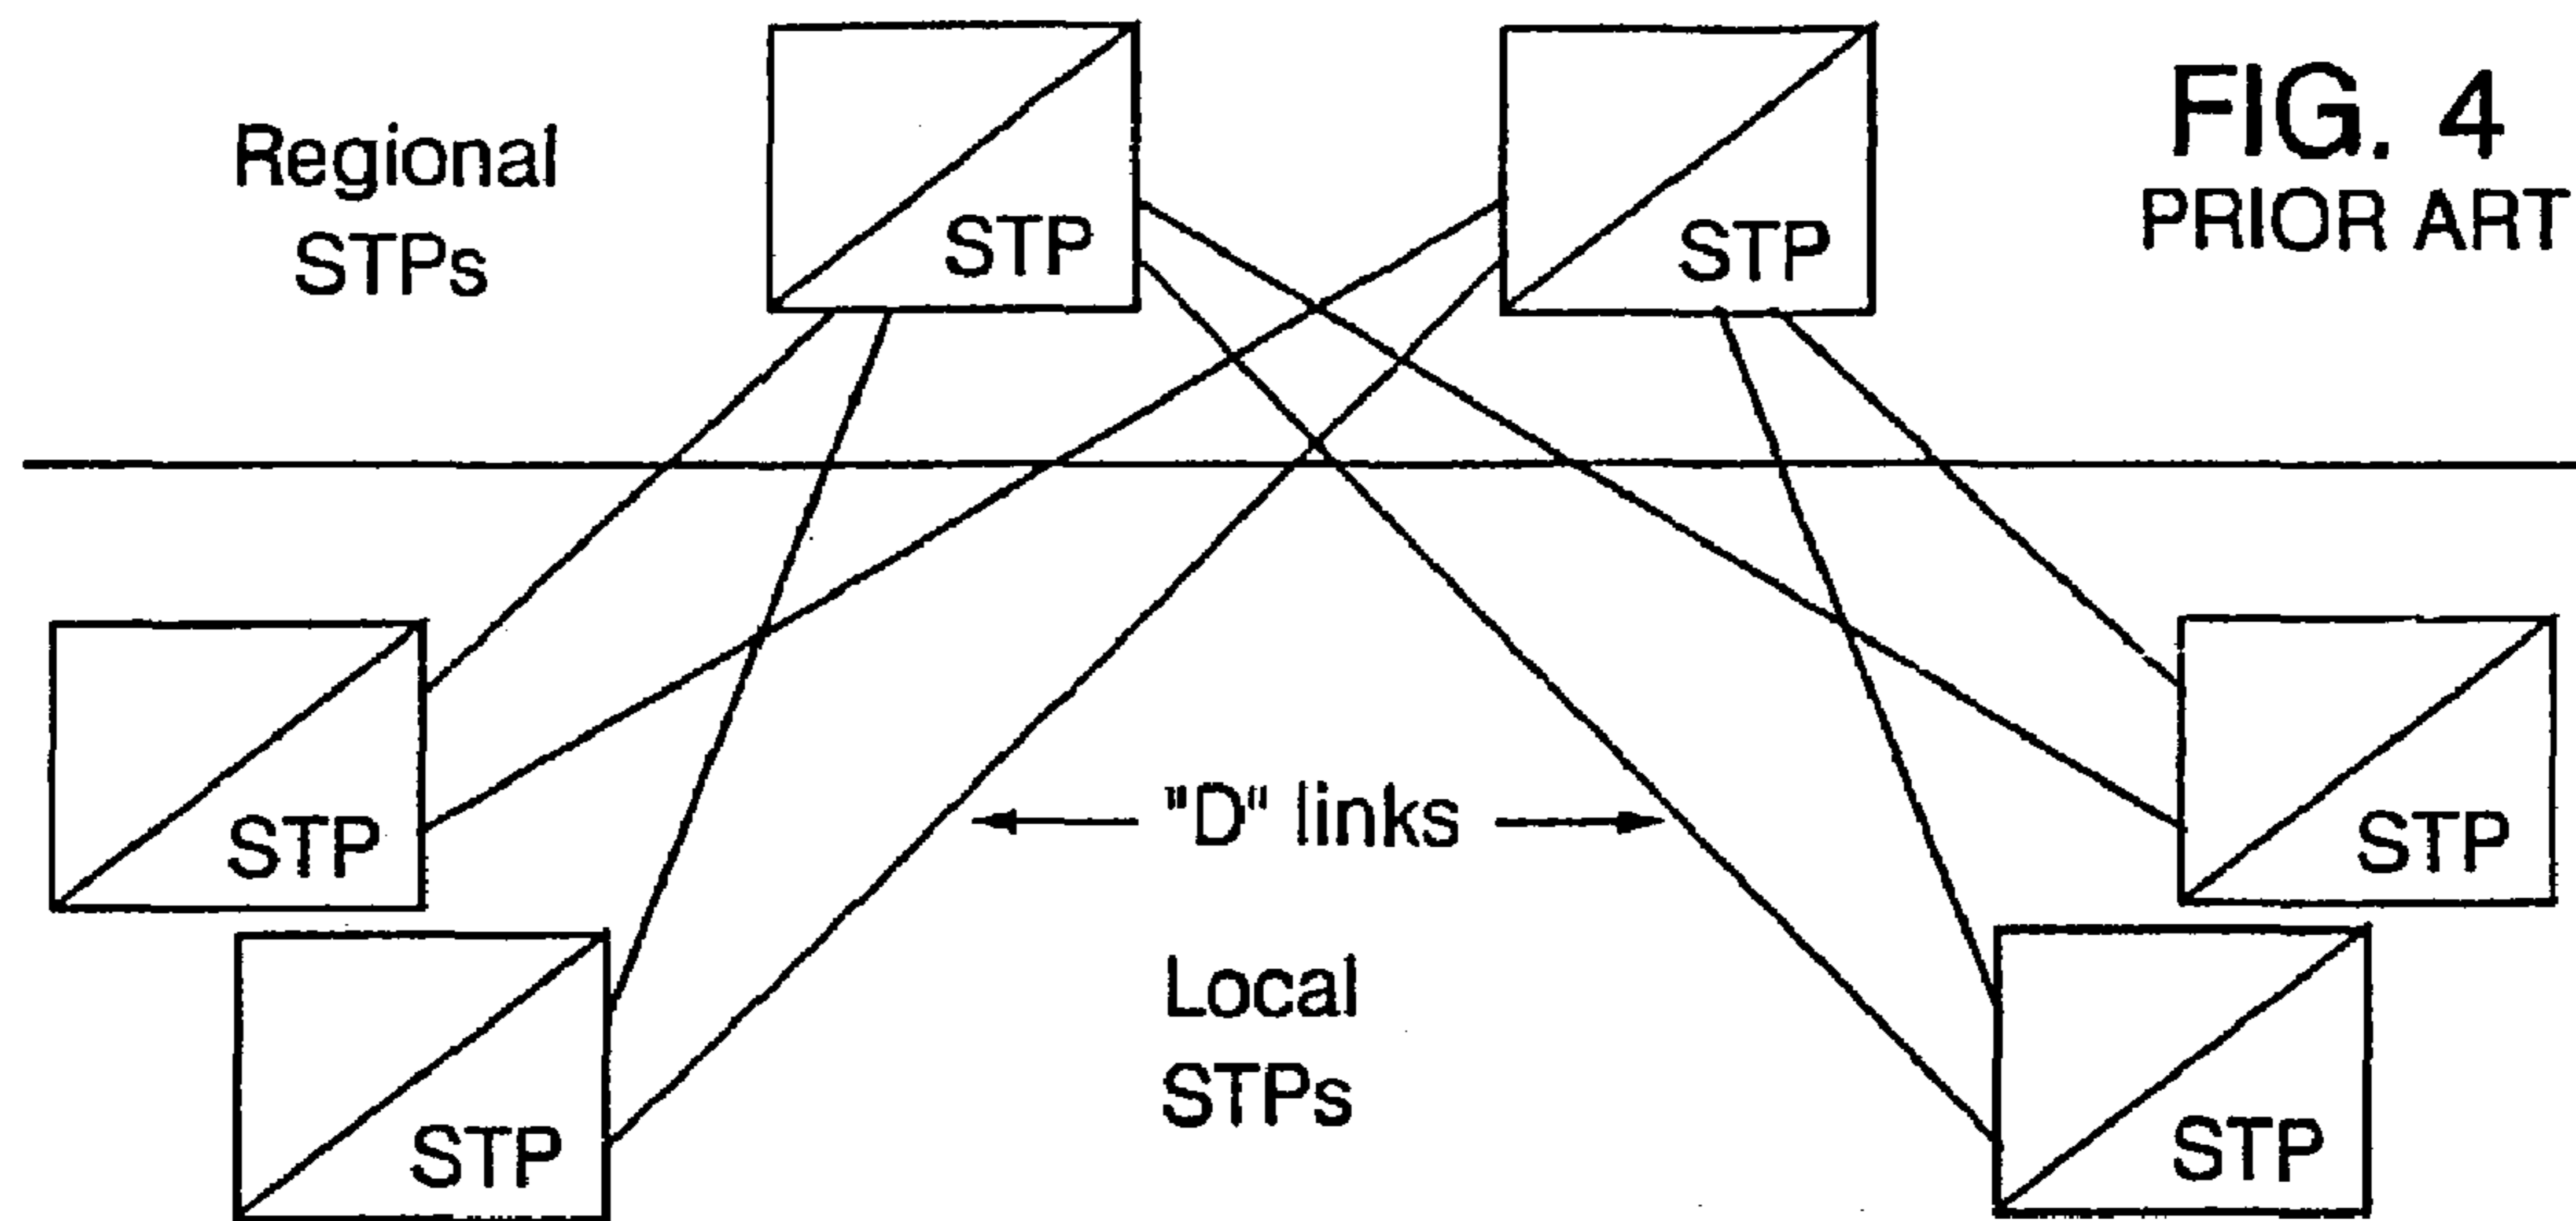 FIG. 4
PRIOR ART
Regional
STPs
STP
STP
STP
STP
"D" links
Local
STPs
STP
STP